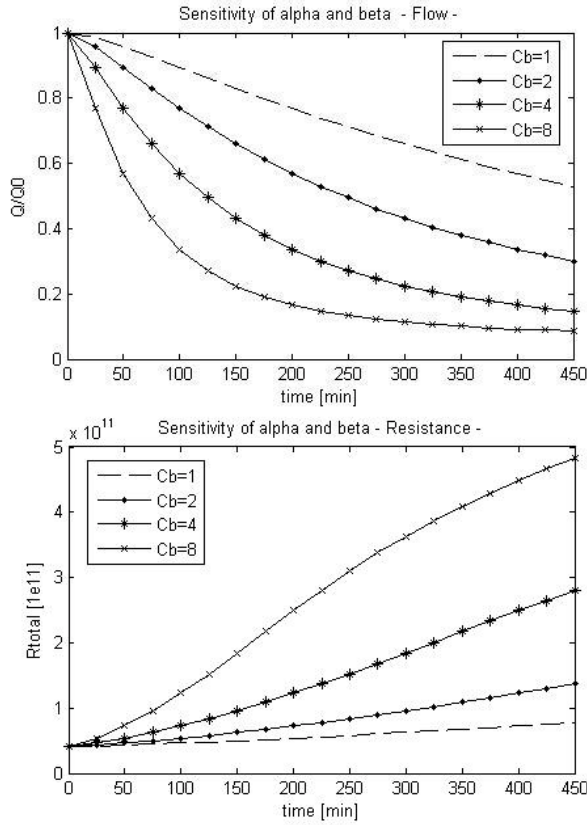 Sensitivity of alpha and beta - Flow -
1
0.8
0.6
0.4
0.2
0
Q/Q0
Cb=1
Cb=2
Cb=4
Cb=8
0 50 100 150 200 250 300 350 400 450
time [min]
Sensitivity of alpha and beta - Resistance -
x 10^11
5
4
3
2
1
0
Rtotal [1e11]
Cb=1
Cb=2
Cb=4
Cb=8
0 50 100 150 200 250 300 350 400 450
time [min]